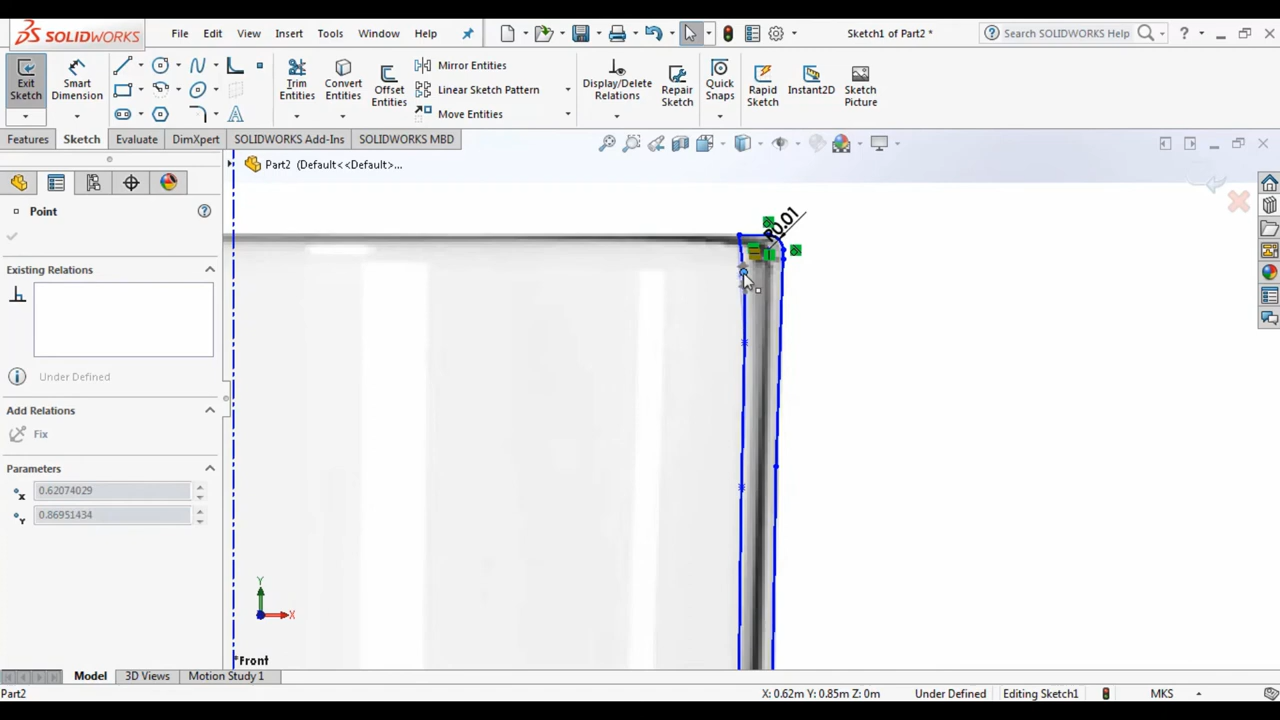 SOLIDWORKS File Edit View Insert Tools Window Help Sketch1 of Part2 * Search SOLIDWORKS Help ?
Exit Sketch Smart Dimension Trim Entities Convert Entities Offset Entities Mirror Entities Linear Sketch Pattern Move Entities Display/Delete Relations Repair Sketch Quick Snaps Rapid Sketch Instant2D Sketch Picture
Features Sketch Evaluate DimXpert SOLIDWORKS Add-Ins SOLIDWORKS MBD
Part2 (Default<<Default>...
Point ?
R0.01
Existing Relations
Under Defined
Add Relations
Fix
Parameters
x 0.62074029
y 0.86951434
Y
X
*Front
Model 3D Views Motion Study 1
Part2 X: 0.62m Y: 0.85m Z: 0m Under Defined Editing Sketch1 MKS